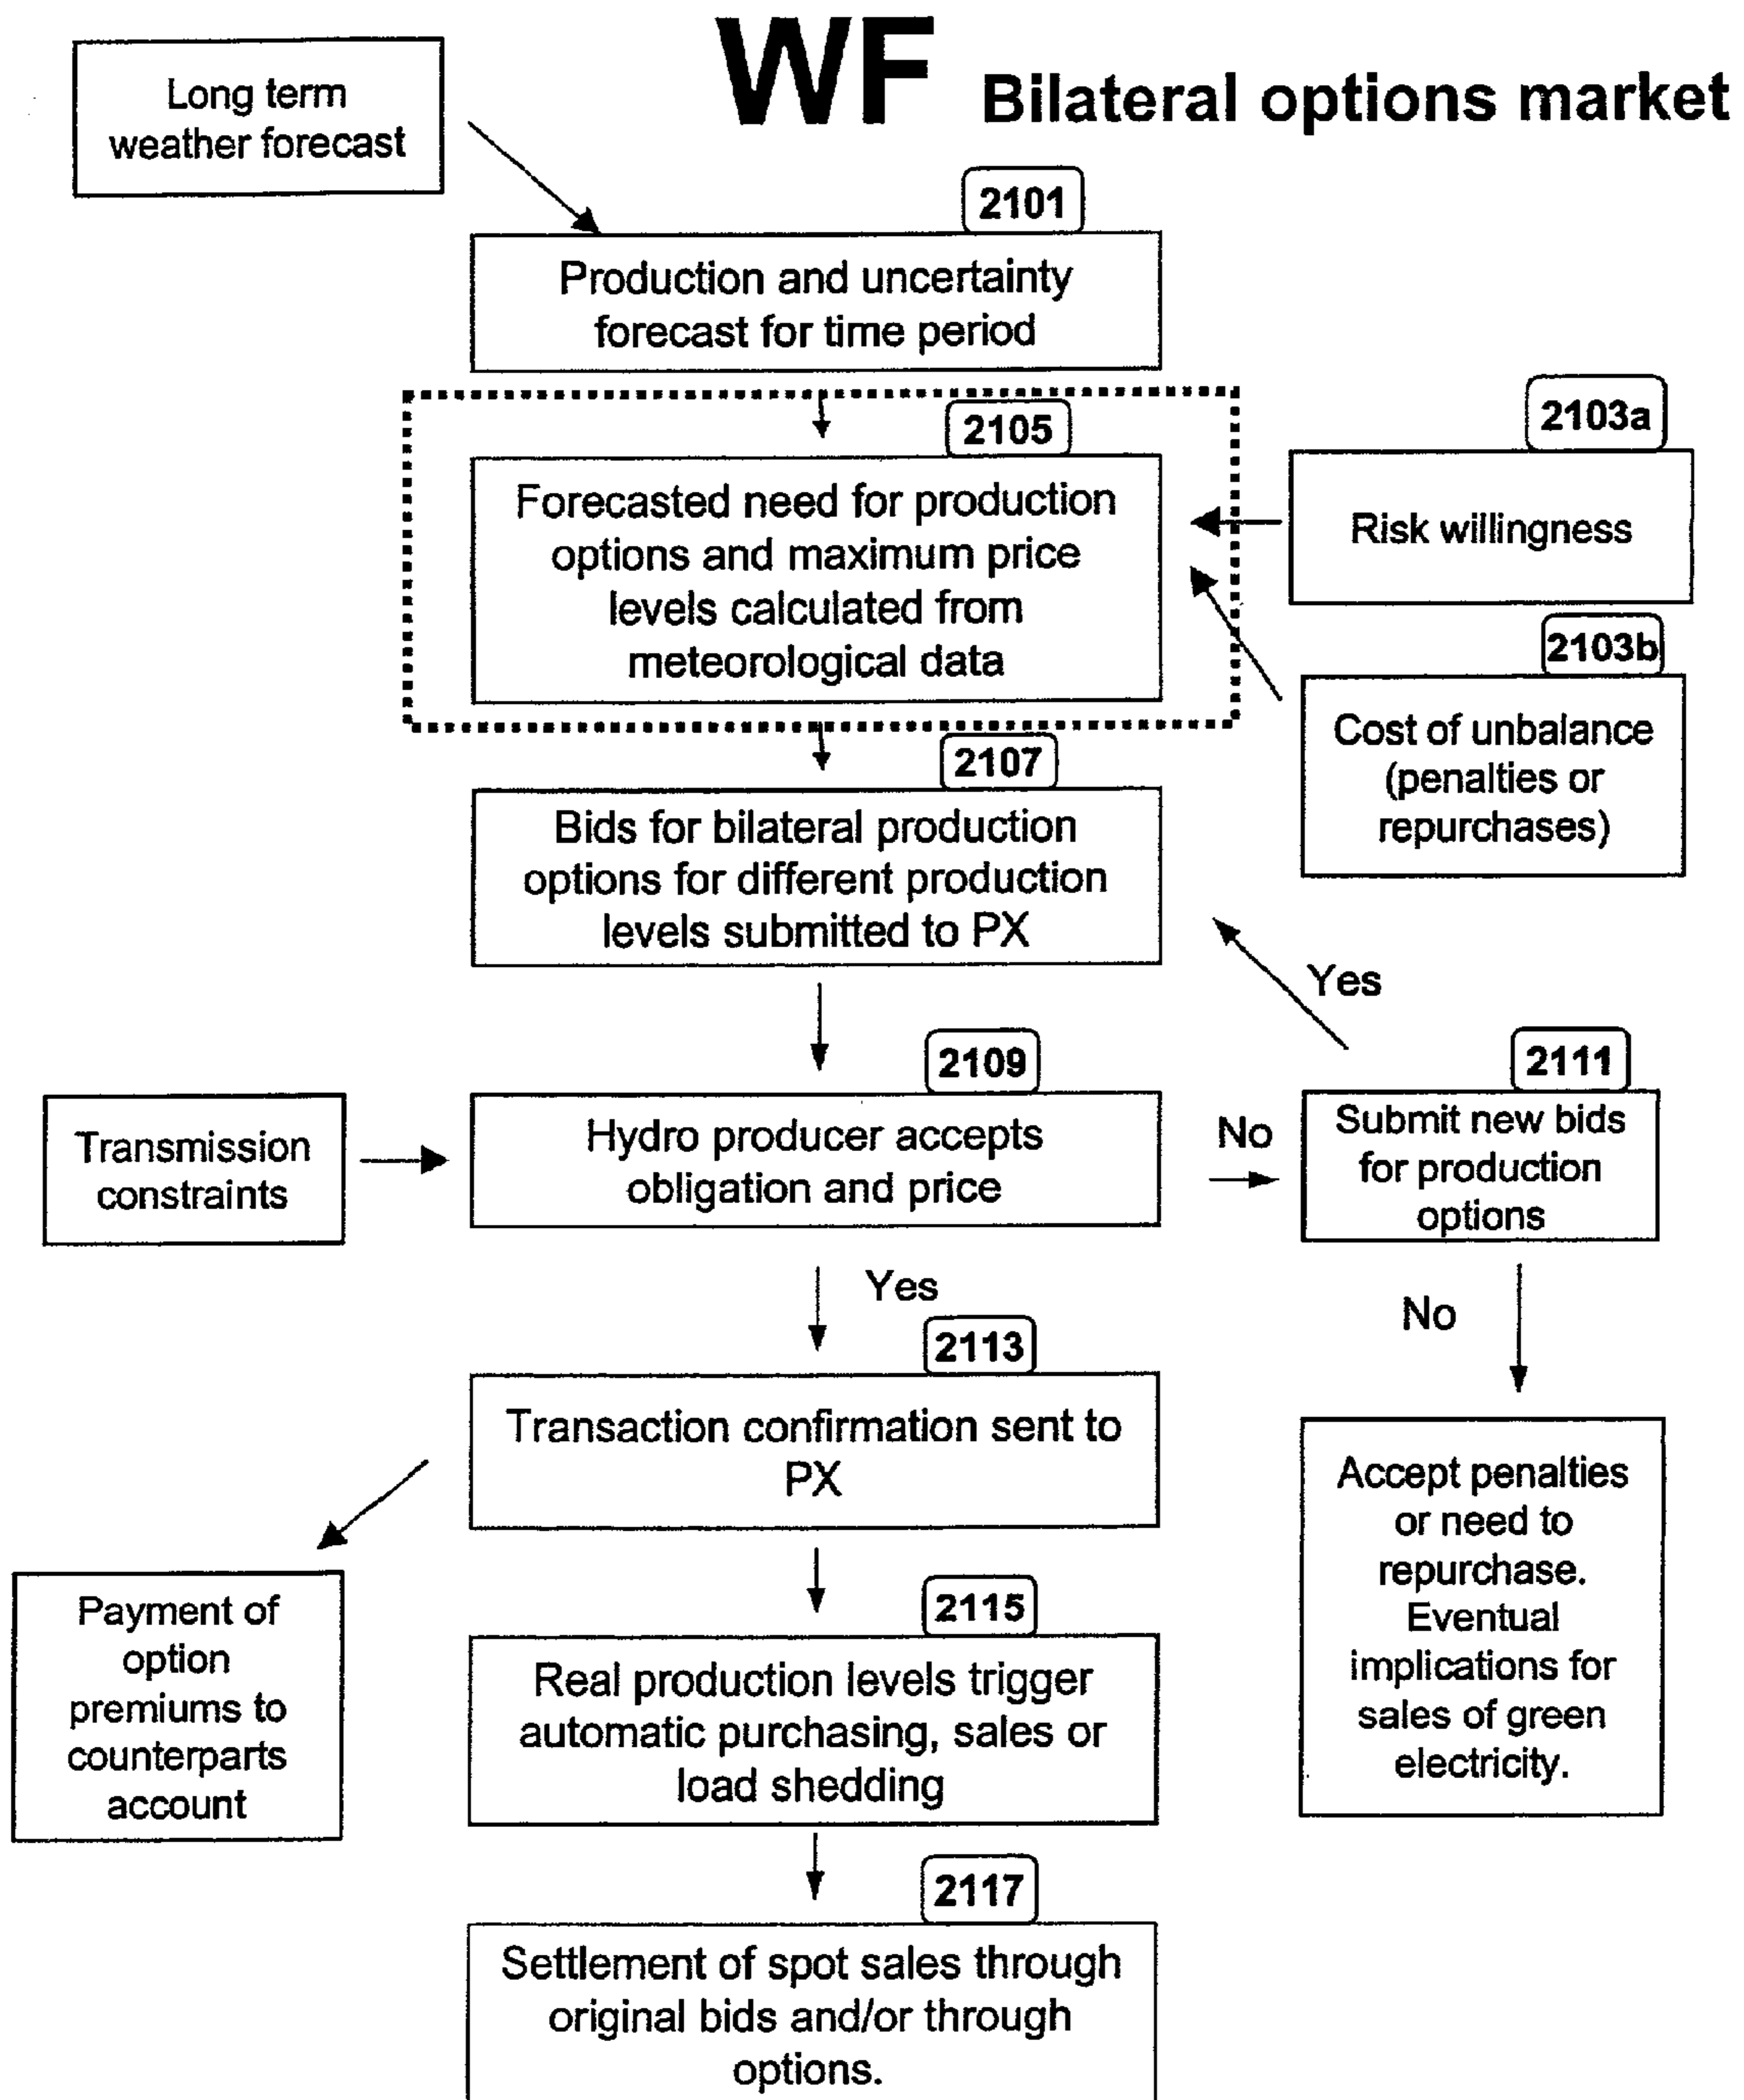 WF Bilateral options market
Long term
weather forecast
2101
Production and uncertainty
forecast for time period
2105
Forecasted need for production
options and maximum price
levels calculated from
meteorological data
2103a
Risk willingness
2103b
Cost of unbalance
(penalties or
repurchases)
2107
Bids for bilateral production
options for different production
levels submitted to PX
Yes
2109
Hydro producer accepts
obligation and price
Transmission
constraints
No
2111
Submit new bids
for production
options
Yes
No
2113
Transaction confirmation sent to
PX
Accept penalties
or need to
repurchase.
Eventual
implications for
sales of green
electricity.
Payment of
option
premiums to
counterparts
account
2115
Real production levels trigger
automatic purchasing, sales or
load shedding
2117
Settlement of spot sales through
original bids and/or through
options.